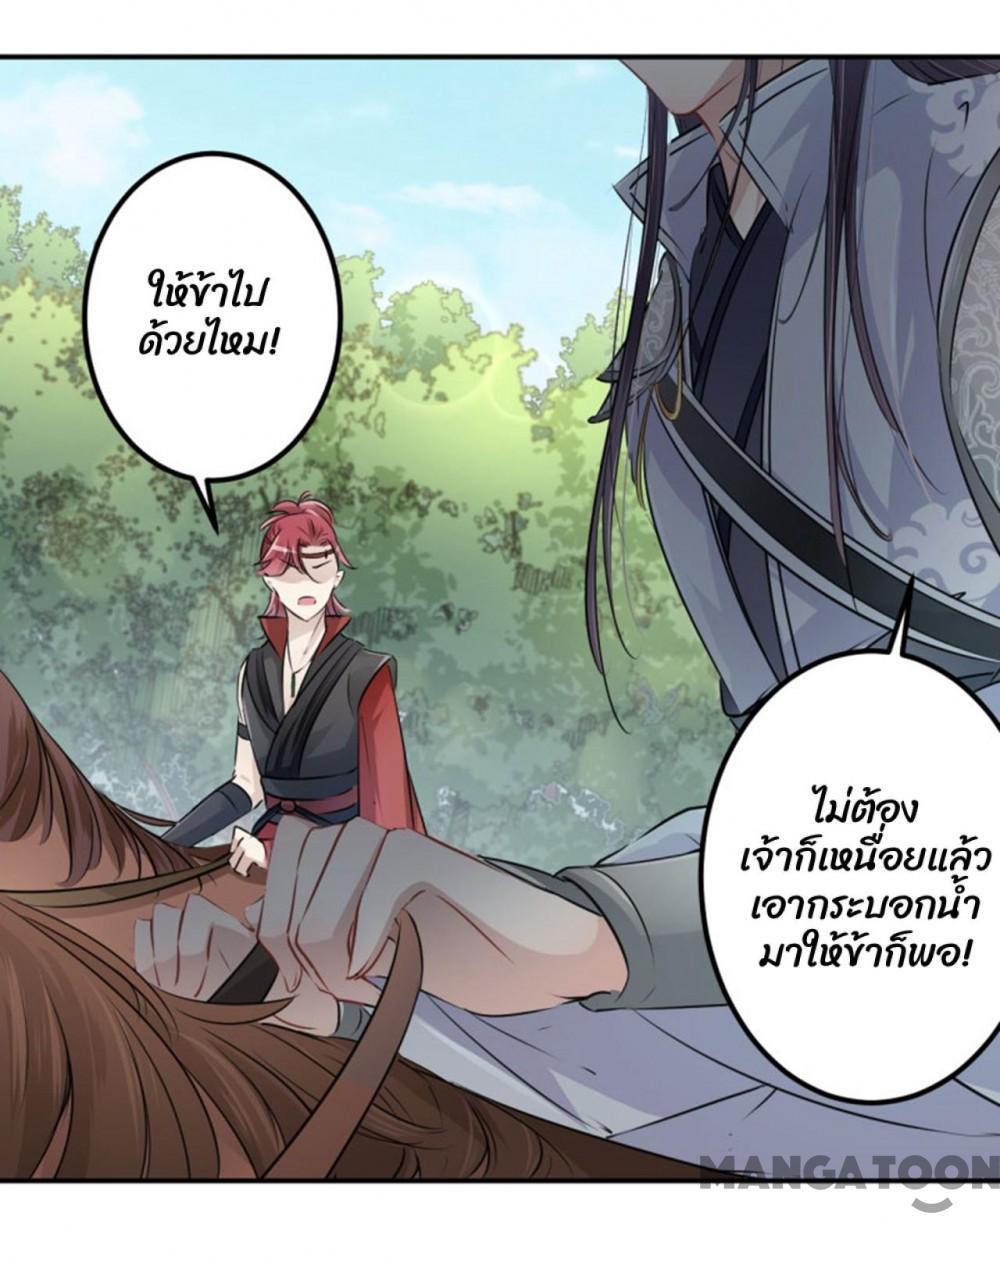 ให้ข้าไป
ด้วยไหม!
ไม่ต้อง
เจ้าก็เหนื่อยแล้ว
เอากระบอกน้ำ
มาให้ข้าก็พอ!
MANGATOON